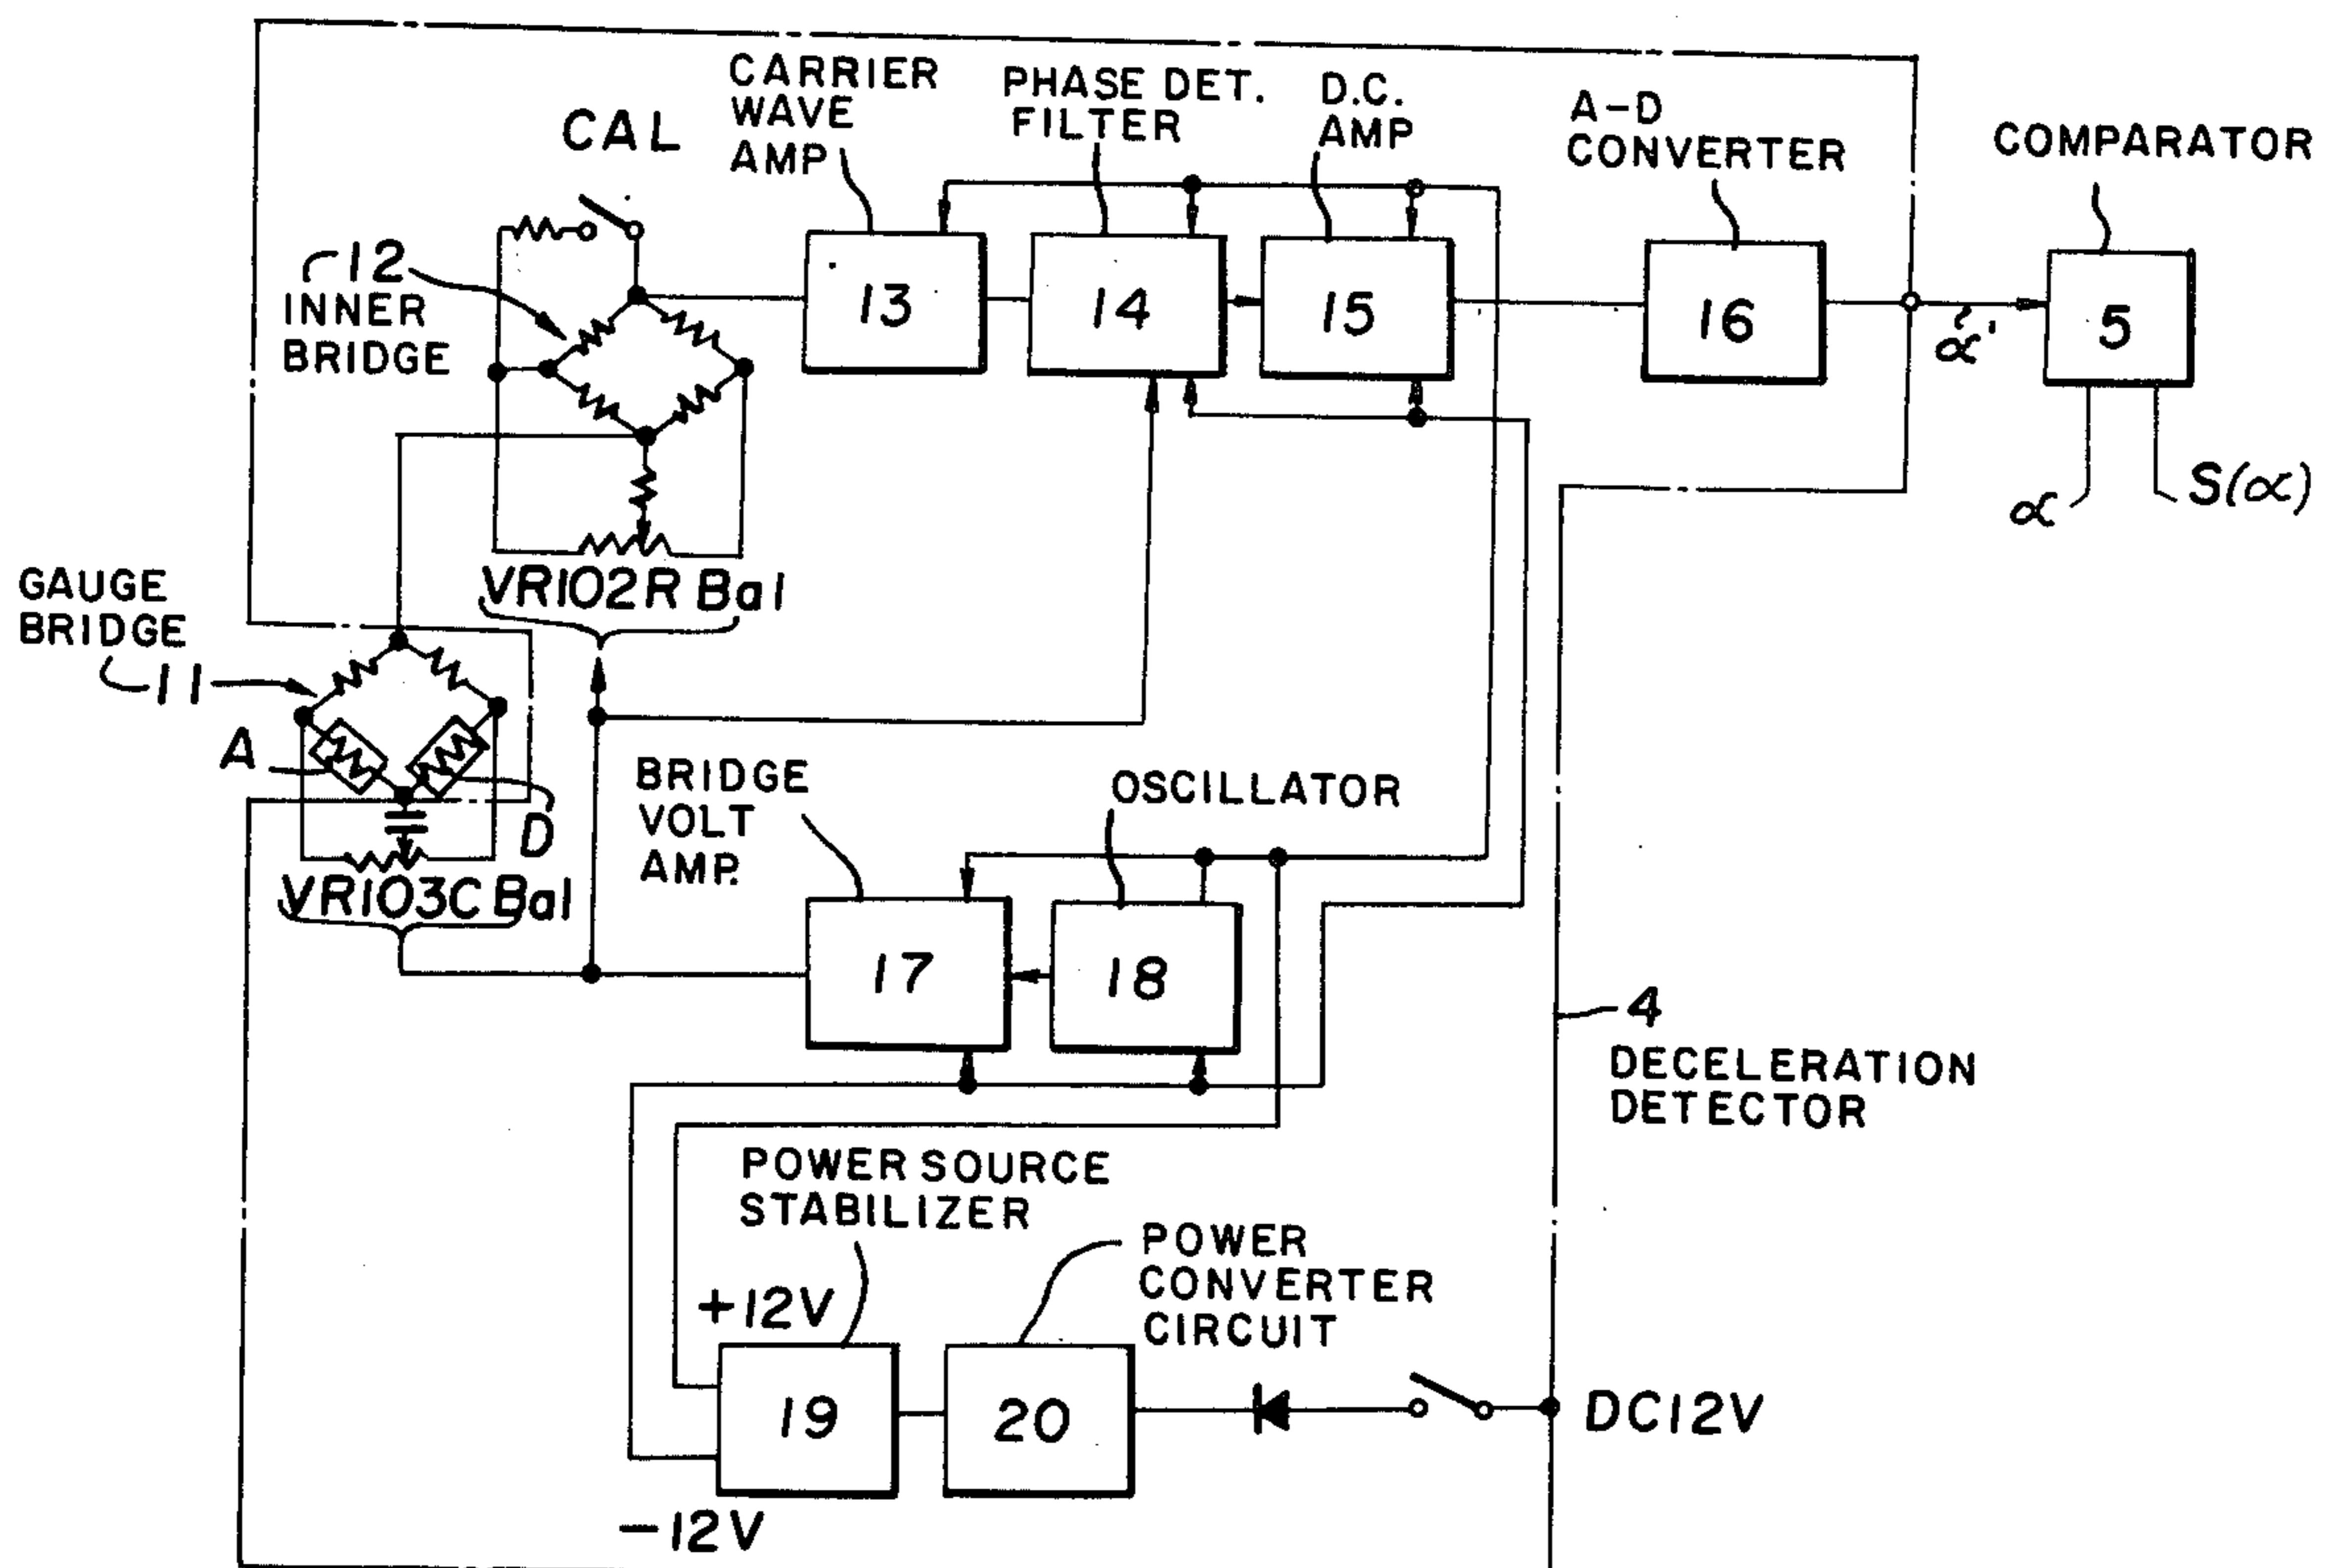 CARRIER
WAVE
AMP
PHASE DET.
FILTER
D.C.
AMP
A-D
CONVERTER
COMPARATOR
CAL
12
INNER
BRIDGE
13
14
15
16
5
α'
α
S(α)
VR102R Bal
GAUGE
BRIDGE
11
A
D
VR103C Bal
BRIDGE
VOLT
AMP.
OSCILLATOR
17
18
4
DECELERATION
DETECTOR
POWER SOURCE
STABILIZER
POWER
CONVERTER
CIRCUIT
+12V
19
20
DC12V
-12V